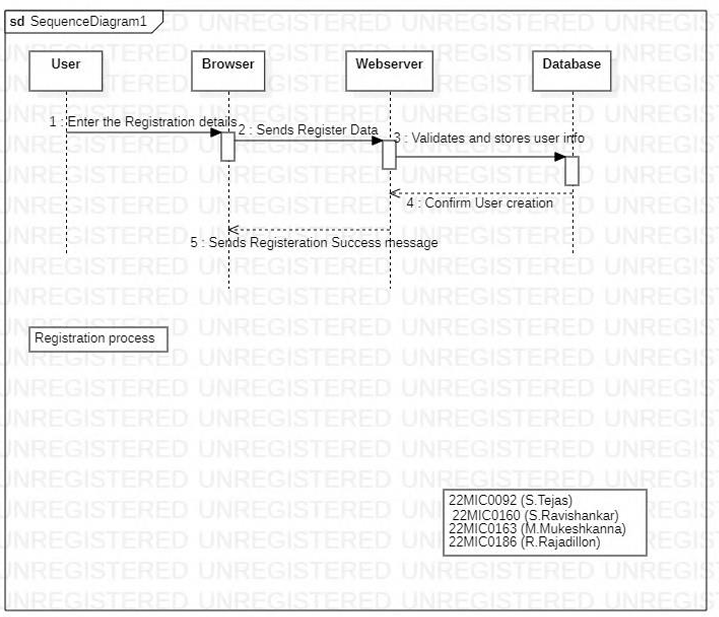 sd SequenceDiagram1
User
Browser
Webserver
Database
1 : Enter the Registration details
2 : Sends Register Data
3 : Validates and stores user info
4 : Confirm User creation
5 : Sends Registeration Success message
Registration process
22MIC0092 (S.Tejas)
22MIC0160 (S.Ravishankar)
22MIC0163 (M.Mukeshkanna)
22MIC0186 (R.Rajadillon)
UNREGISTERED